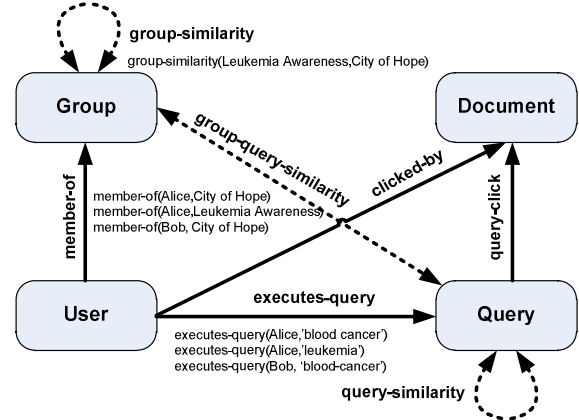 group-similarity
group-similarity(Leukemia Awareness,City of Hope)
Group
Document
group-query-similarity
clicked-by
member-of
member-of(Alice,City of Hope)
member-of(Alice,Leukemia Awareness)
member-of(Bob, City of Hope)
query-click
executes-query
User
Query
executes-query(Alice,'blood cancer')
executes-query(Alice,'leukemia')
executes-query(Bob, 'blood-cancer')
query-similarity